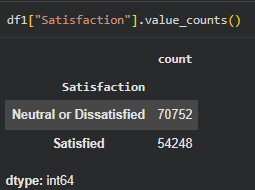 df1["Satisfaction"].value_counts()
count
Satisfaction
Neutral or Dissatisfied 70752
Satisfied 54248
dtype: int64